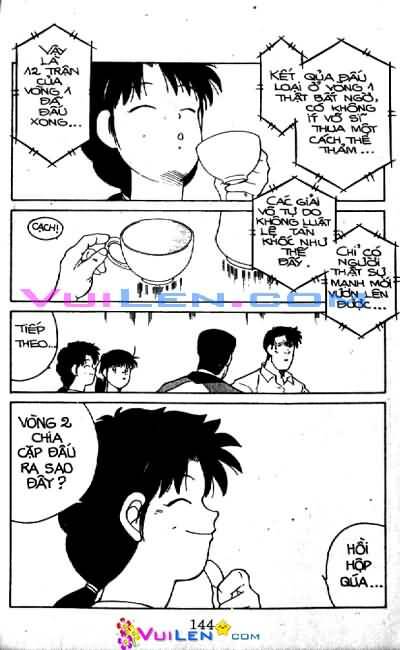 VẬY
LÀ
12 TRẬN
CỦA
VÒNG 1
ĐÃ
ĐẤU
XONG...
KẾT QỦA ĐẤU
LOẠI Ở VÒNG 1
THẬT BẤT NGỜ,
CÓ KHÔNG
ÍT VÕ SĨ
THUA MỘT
CÁCH THÊ
THẢM...
CÁC GIẢI
VÕ TỰ DO
KHÔNG LUẬT
LỆ TÀN
KHỐC NHƯ
THẾ
ĐẤY.
CHỈ CÓ
NGƯỜI
THẬT SỰ
MẠNH MỚI
VƯƠN LÊN
ĐƯỢC...
CẠCH!
VUILEN.COM
TIẾP
THEO...
VÒNG 2
CHIA
CẶP ĐẤU
RA SAO
ĐÂY?
HỒI
HỘP
QÚA...
144
VUILEN